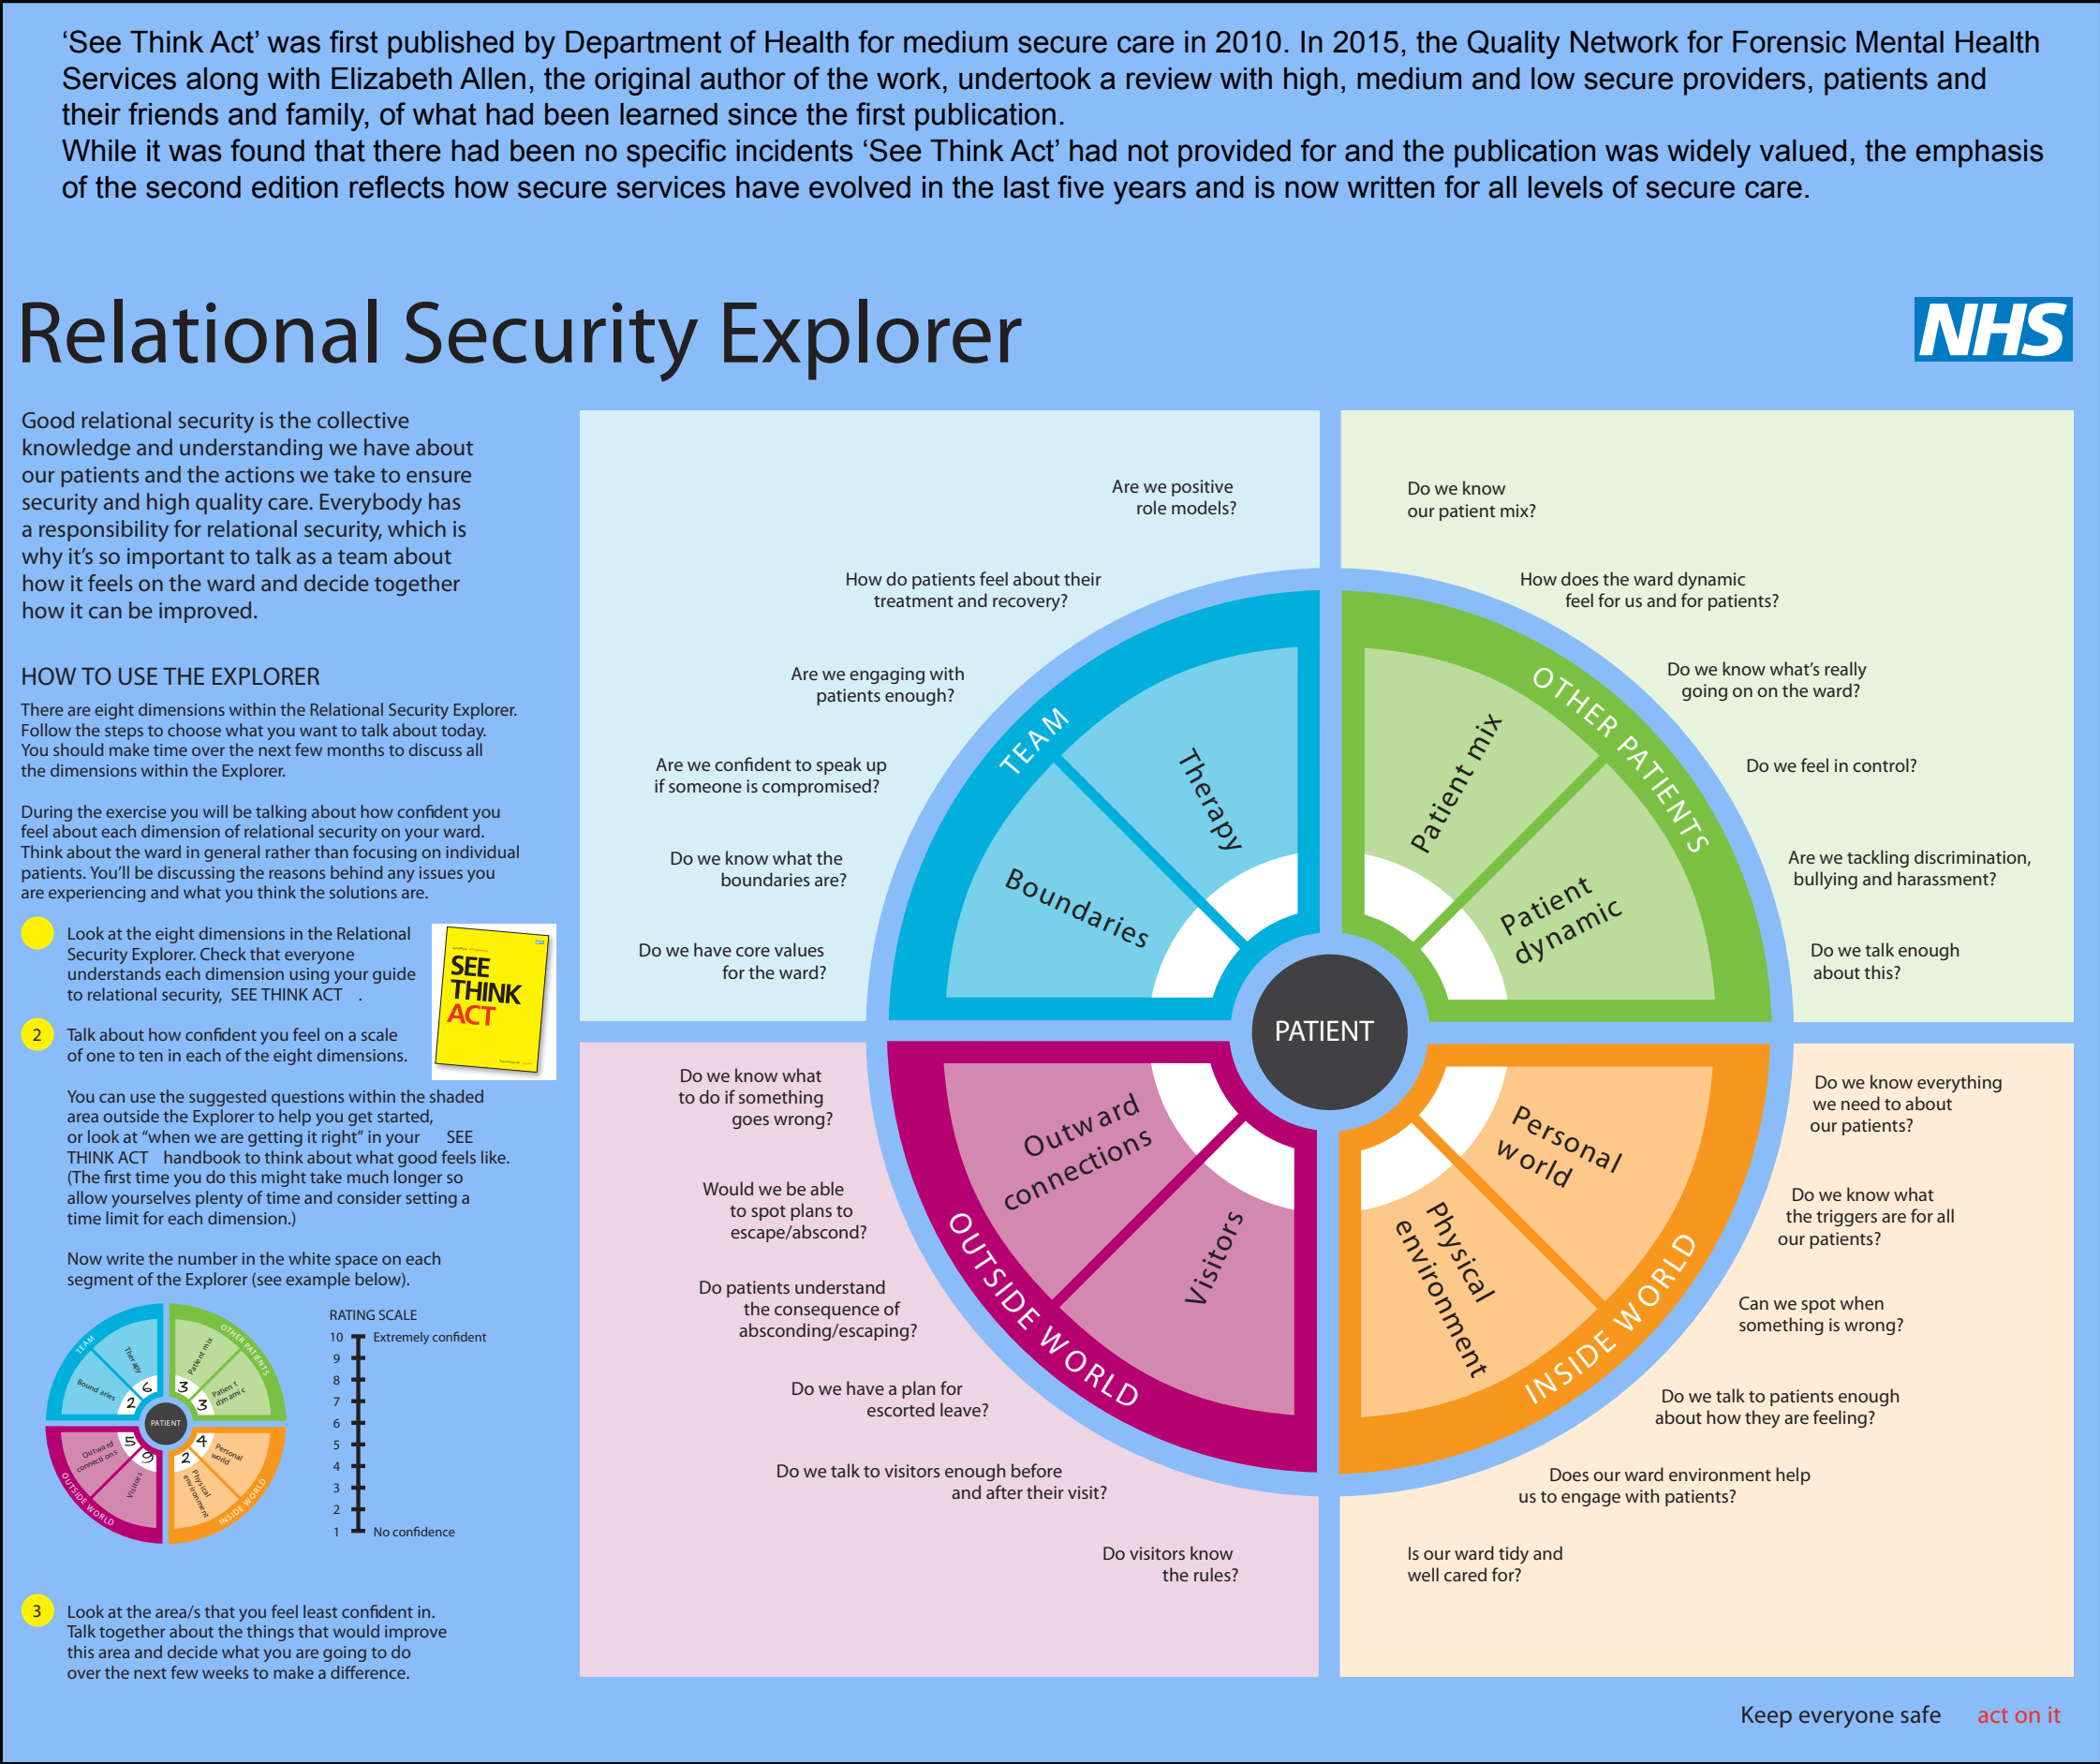 ‘See Think Act’ was first published by Department of Health for medium secure care in 2010. In 2015, the Quality Network for Forensic Mental Health
Services along with Elizabeth Allen, the original author of the work, undertook a review with high, medium and low secure providers, patients and
their friends and family, of what had been learned since the first publication.
While it was found that there had been no specific incidents ‘See Think Act’ had not provided for and the publication was widely valued, the emphasis
of the second edition reflects how secure services have evolved in the last five years and is now written for all levels of secure care.
Relational Security Explorer
NHS
Good relational security is the collective
knowledge and understanding we have about
our patients and the actions we take to ensure
security and high quality care. Everybody has
a responsibility for relational security, which is
why it’s so important to talk as a team about
how it feels on the ward and decide together
how it can be improved.
HOW TO USE THE EXPLORER
There are eight dimensions within the Relational Security Explorer.
Follow the steps to choose what you want to talk about today.
You should make time over the next few months to discuss all
the dimensions within the Explorer.
During the exercise you will be talking about how confident you
feel about each dimension of relational security on your ward.
Think about the ward in general rather than focusing on individual
patients. You’ll be discussing the reasons behind any issues you
are experiencing and what you think the solutions are.
Look at the eight dimensions in the Relational
Security Explorer. Check that everyone
understands each dimension using your guide
to relational security, SEE THINK ACT .
SEE
THINK
ACT
2 Talk about how confident you feel on a scale
of one to ten in each of the eight dimensions.
You can use the suggested questions within the shaded
area outside the Explorer to help you get started,
or look at “when we are getting it right” in your SEE
THINK ACT handbook to think about what good feels like.
(The first time you do this might take much longer so
allow yourselves plenty of time and consider setting a
time limit for each dimension.)
Now write the number in the white space on each
segment of the Explorer (see example below).
TEAM
Therapy
6
Boundaries
2
OTHER PATIENTS
Patient mix
3
Patient
dynamic
3
PATIENT
Outward
connections
5
Visitors
9
OUTSIDE WORLD
Personal
world
4
Physical
environment
2
INSIDE WORLD
RATING SCALE
10 Extremely confident
9
8
7
6
5
4
3
2
1 No confidence
3 Look at the area/s that you feel least confident in.
Talk together about the things that would improve
this area and decide what you are going to do
over the next few weeks to make a difference.
Are we positive
role models?
How do patients feel about their
treatment and recovery?
Are we engaging with
patients enough?
Are we confident to speak up
if someone is compromised?
Do we know what the
boundaries are?
Do we have core values
for the ward?
TEAM
Therapy
Boundaries
Do we know
our patient mix?
How does the ward dynamic
feel for us and for patients?
Do we know what’s really
going on on the ward?
Do we feel in control?
Are we tackling discrimination,
bullying and harassment?
Do we talk enough
about this?
OTHER PATIENTS
Patient mix
Patient
dynamic
PATIENT
Do we know what
to do if something
goes wrong?
Would we be able
to spot plans to
escape/abscond?
Do patients understand
the consequence of
absconding/escaping?
Do we have a plan for
escorted leave?
Do we talk to visitors enough before
and after their visit?
Do visitors know
the rules?
Outward
connections
Visitors
OUTSIDE WORLD
Personal
world
Physical
environment
INSIDE WORLD
Do we know everything
we need to about
our patients?
Do we know what
the triggers are for all
our patients?
Can we spot when
something is wrong?
Do we talk to patients enough
about how they are feeling?
Does our ward environment help
us to engage with patients?
Is our ward tidy and
well cared for?
Keep everyone safe act on it